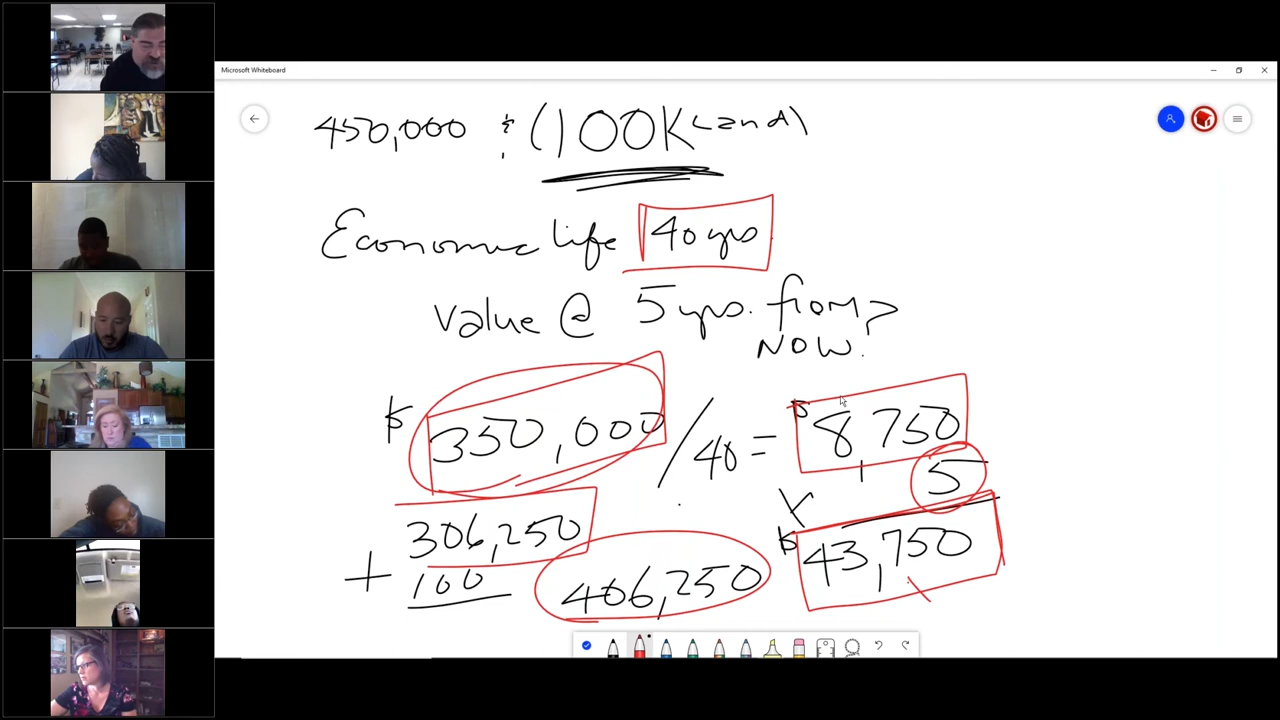 Microsoft Whiteboard
450,000 : (100K Land)
Economic life 40 yrs
Value @ 5 yrs. from
NOW. ?
$ 350,000 / 40 = $ 8,750
X 5
306,250 $ 43,750
+ 100 406,250